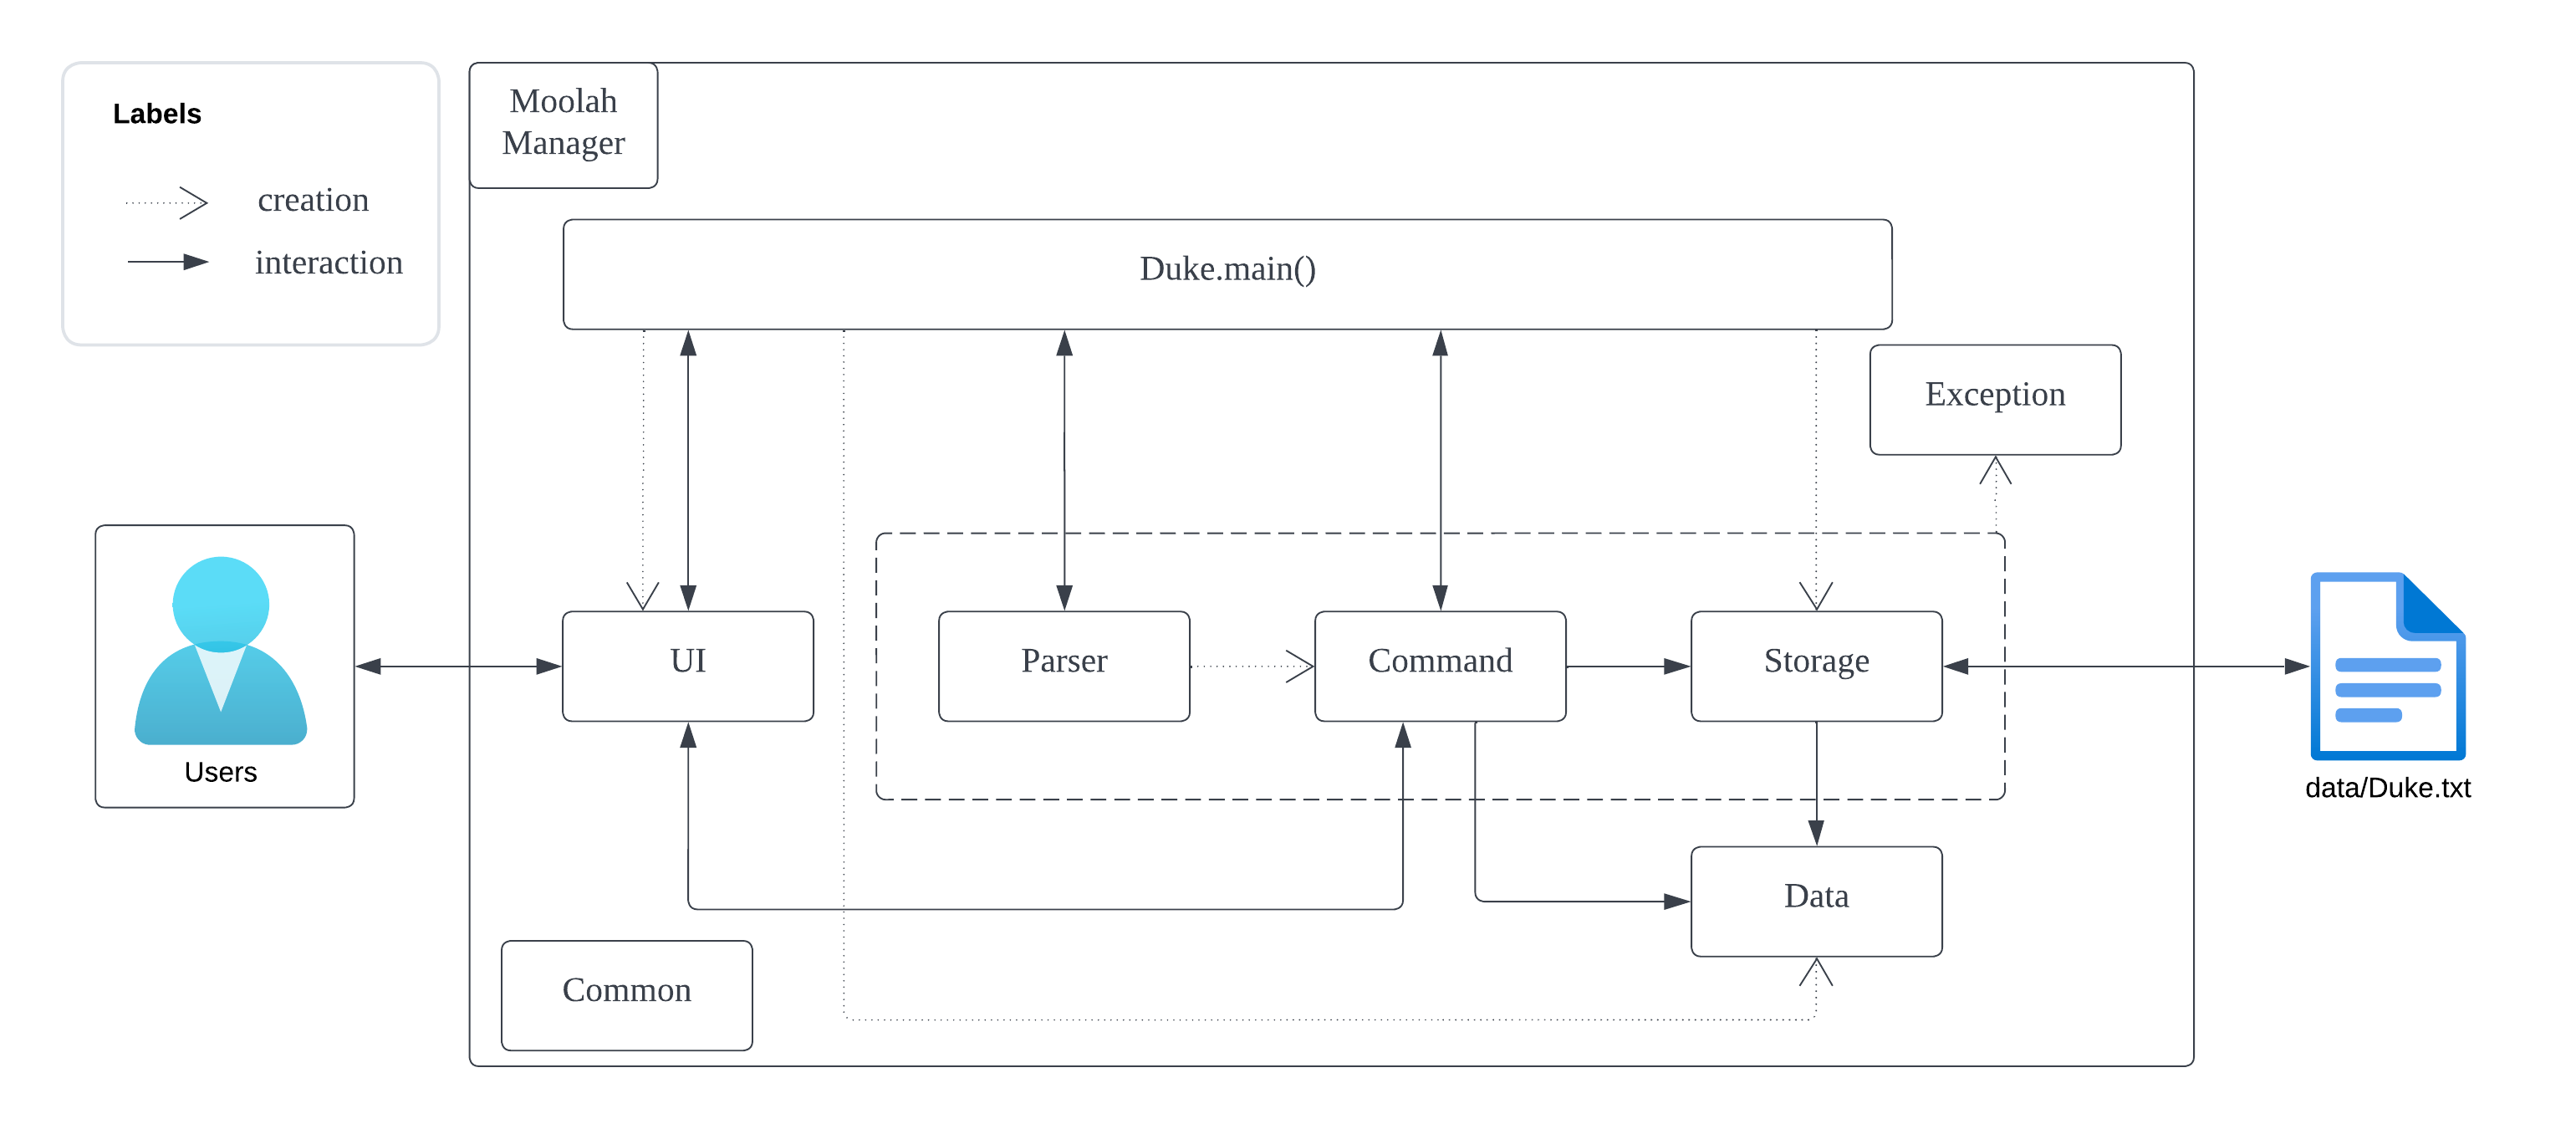 Labels
creation
interaction
Moolah
Manager
Duke.main()
Exception
UI
Parser
Command
Storage
Users
data/Duke.txt
Data
Common